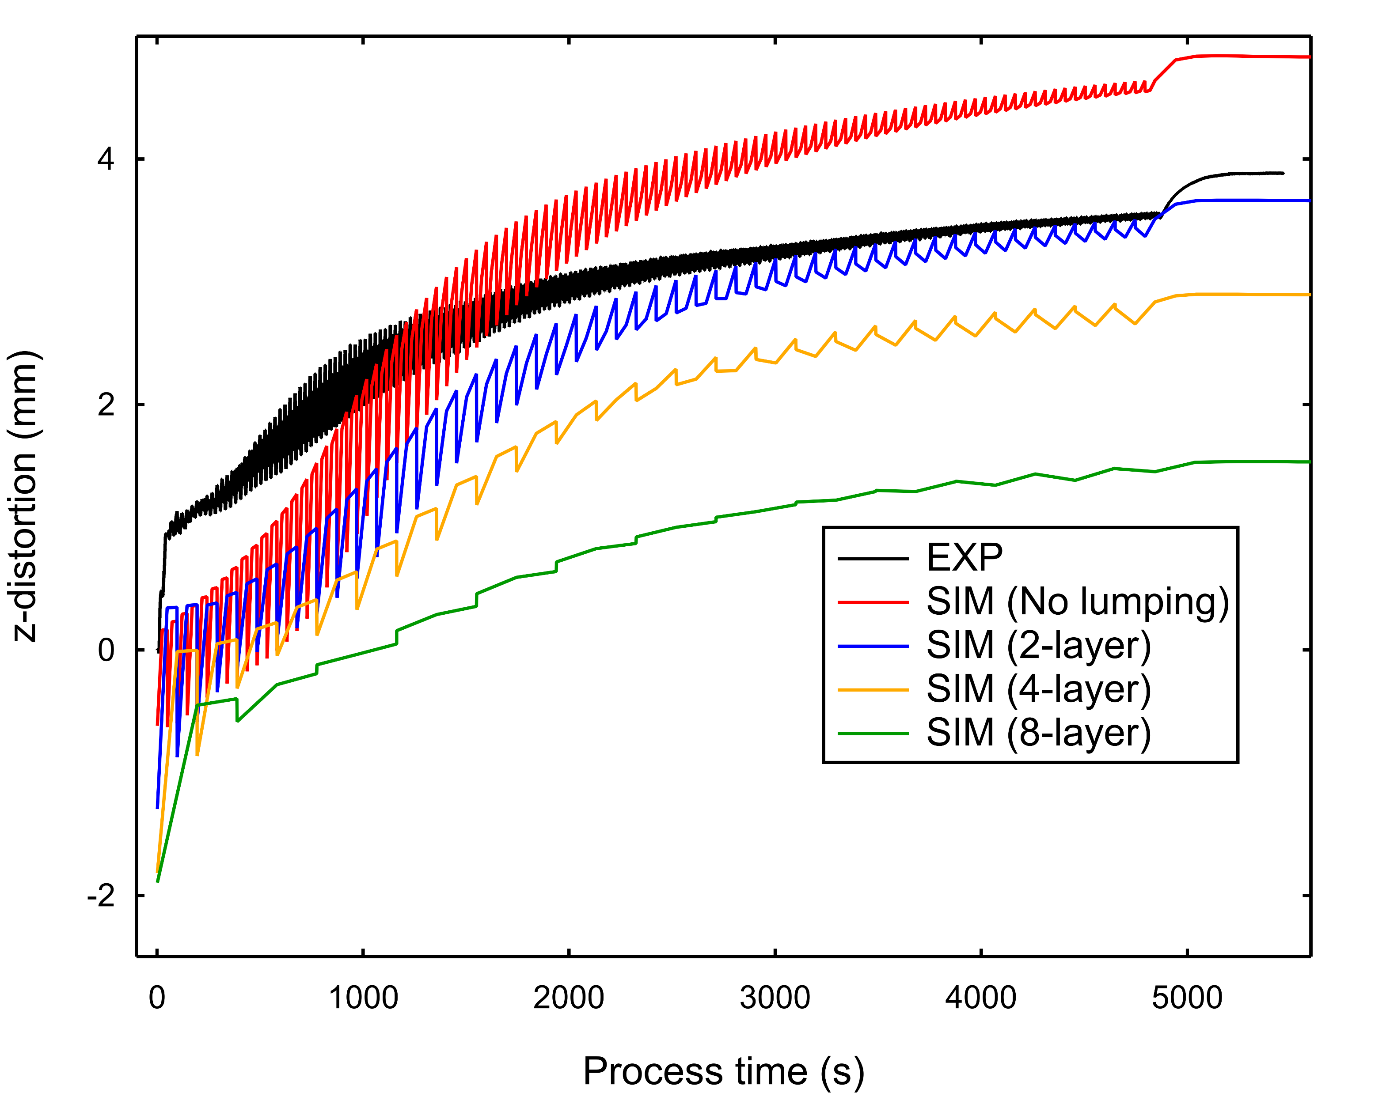 4
2
0
-2
z-distortion (mm)
0 1000 2000 3000 4000 5000
Process time (s)
EXP
SIM (No lumping)
SIM (2-layer)
SIM (4-layer)
SIM (8-layer)